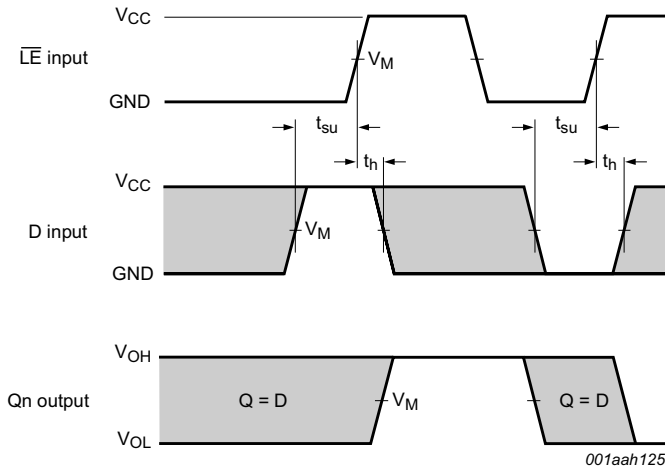 VCC
LE input
VM
GND
tsu
tsu
th
th
VCC
D input
VM
GND
VOH
Qn output
Q = D
VM
Q = D
VOL
001aah125